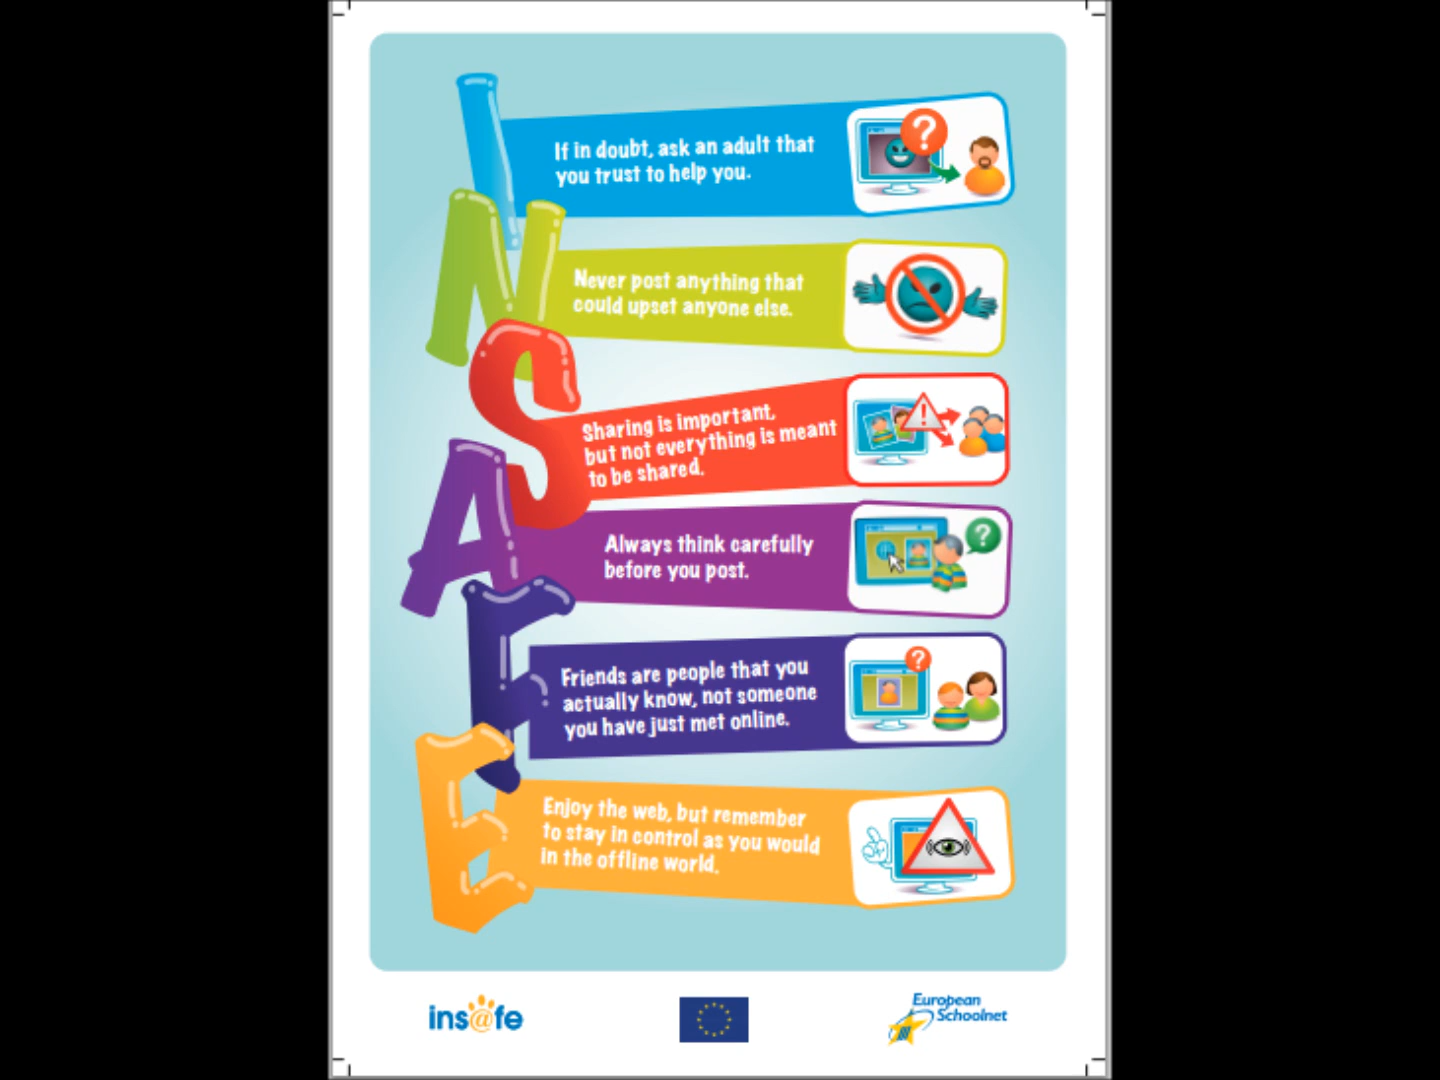 I
If in doubt, ask an adult that
you trust to help you.
N
Never post anything that
could upset anyone else.
S
Sharing is important,
but not everything is meant
to be shared.
A
Always think carefully
before you post.
F
Friends are people that you
actually know, not someone
you have just met online.
E
Enjoy the web, but remember
to stay in control as you would
in the offline world.
ins@fe
European
Schoolnet